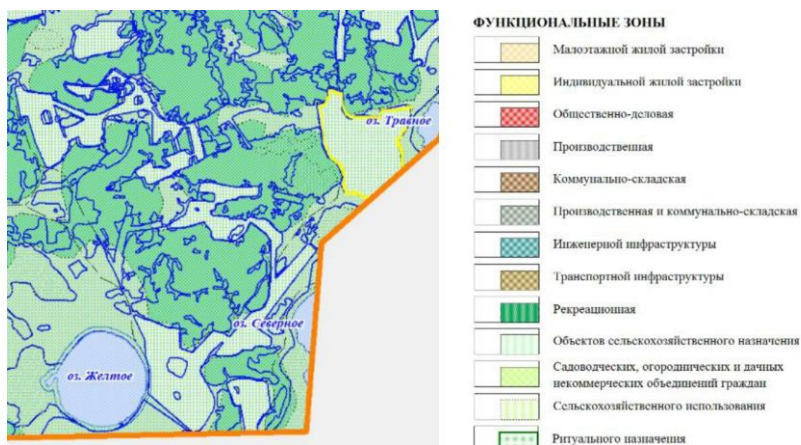 оз. Травное
оз. Северное
оз. Желтое
ФУНКЦИОНАЛЬНЫЕ ЗОНЫ
Малоэтажной жилой застройки
Индивидуальной жилой застройки
Общественно-деловая
Производственная
Коммунально-складская
Производственная и коммунально-складская
Инженерной инфраструктуры
Транспортной инфраструктуры
Рекреационная
Объектов сельскохозяйственного назначения
Садоводческих, огороднических и дачных
некоммерческих объединений граждан
Сельскохозяйственного использования
Ритуального назначения